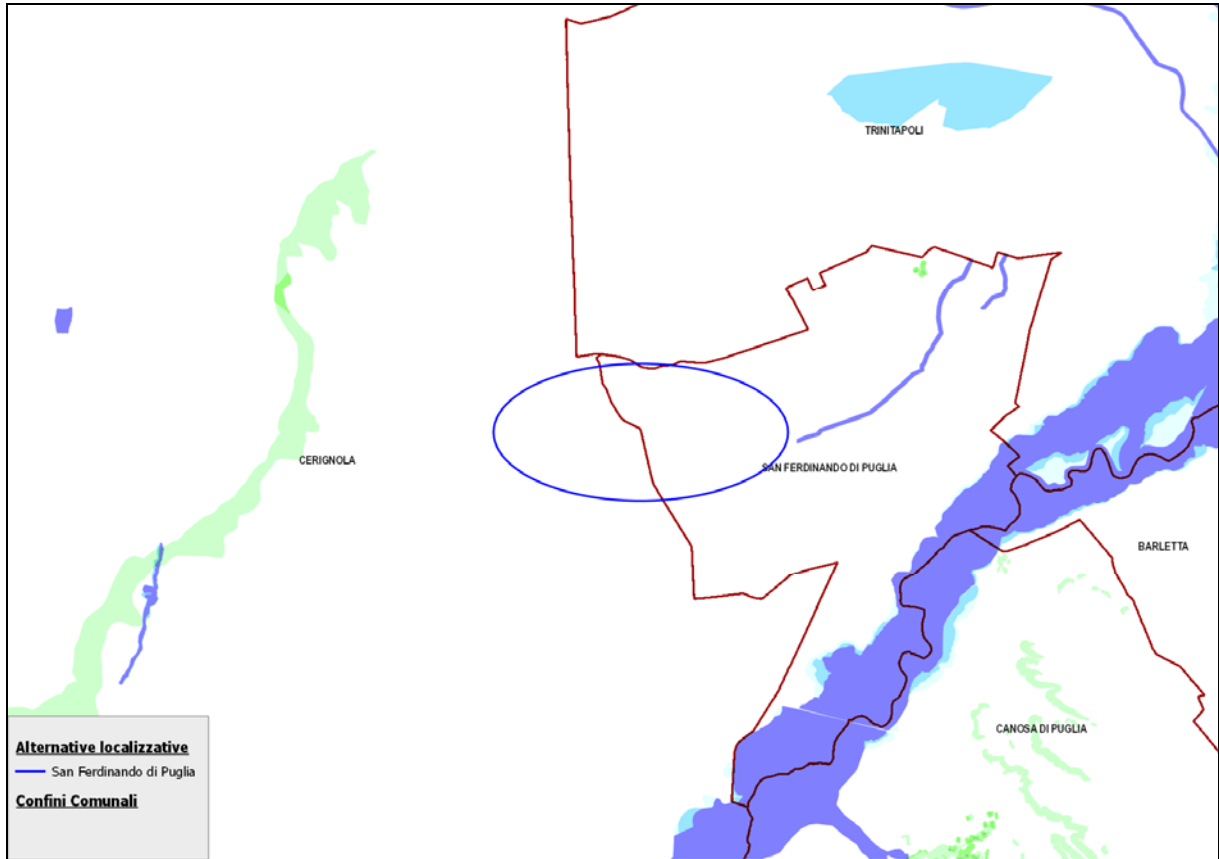 TRINITAPOLI
CERIGNOLA
SAN FERDINANDO DI PUGLIA
BARLETTA
CANOSA DI PUGLIA
Alternative localizzative
San Ferdinando di Puglia
Confini Comunali